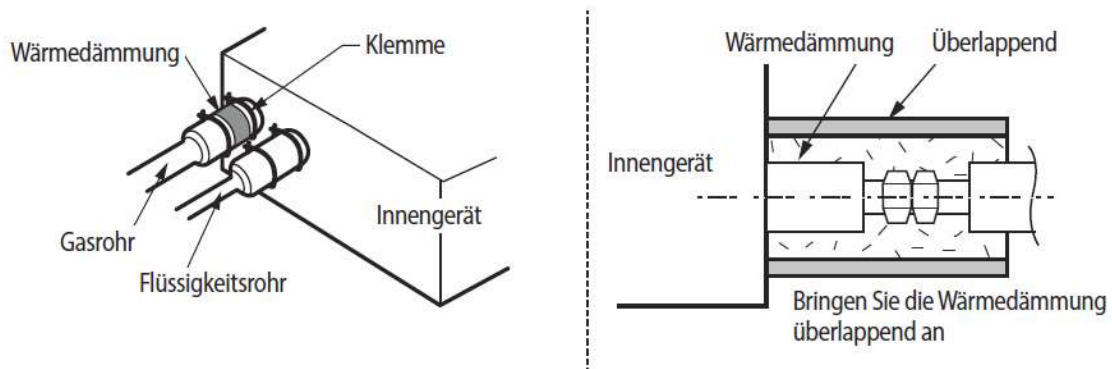 Wärmedämmung
Klemme
Gasrohr
Flüssigkeitsrohr
Innengerät
Wärmedämmung
Überlappend
Innengerät
Bringen Sie die Wärmedämmung
überlappend an